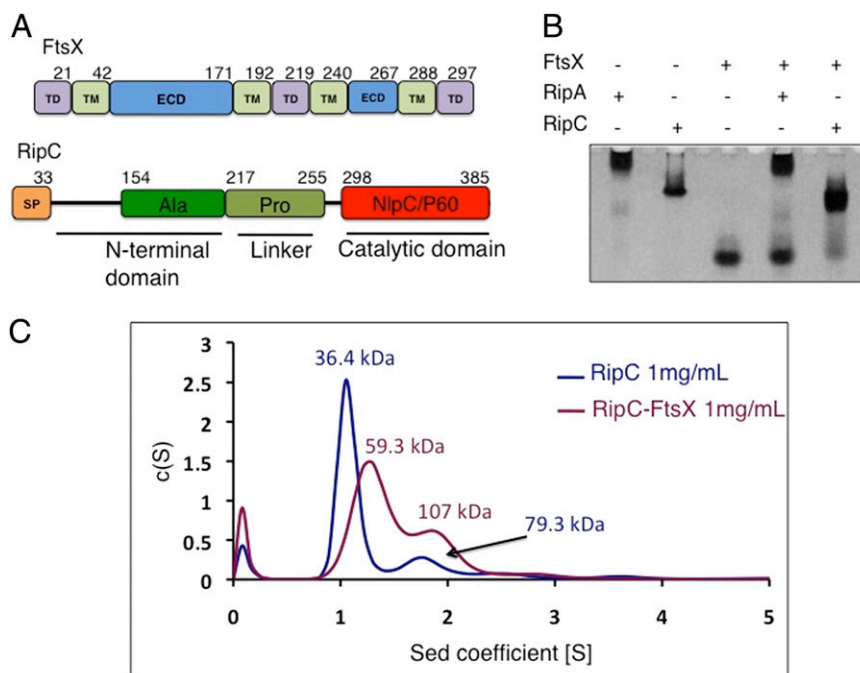 A
FtsX
21 42 171 192 219 240 267 288 297
TD TM ECD TM TD TM ECD TM TD
RipC
33 154 217 255 298 385
SP Ala Pro NlpC/P60
N-terminal domain Linker Catalytic domain
B
FtsX - - + + +
RipA + - - + -
RipC - + - - +
C
3
2.5
2
1.5
1
0.5
0
c(S)
36.4 kDa
59.3 kDa
107 kDa
79.3 kDa
RipC 1mg/mL
RipC-FtsX 1mg/mL
0 1 2 3 4 5
Sed coefficient [S]